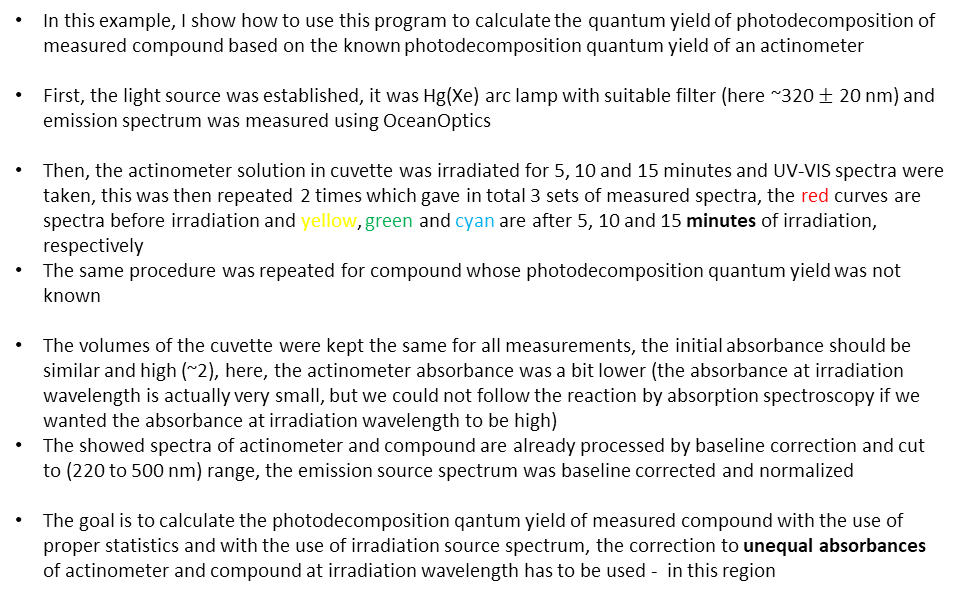 • In this example, I show how to use this program to calculate the quantum yield of photodecomposition of
measured compound based on the known photodecomposition quantum yield of an actinometer
• First, the light source was established, it was Hg(Xe) arc lamp with suitable filter (here ~320 ± 20 nm) and
emission spectrum was measured using OceanOptics
• Then, the actinometer solution in cuvette was irradiated for 5, 10 and 15 minutes and UV-VIS spectra were
taken, this was then repeated 2 times which gave in total 3 sets of measured spectra, the red curves are
spectra before irradiation and yellow, green and cyan are after 5, 10 and 15 minutes of irradiation,
respectively
• The same procedure was repeated for compound whose photodecomposition quantum yield was not
known
• The volumes of the cuvette were kept the same for all measurements, the initial absorbance should be
similar and high (~2), here, the actinometer absorbance was a bit lower (the absorbance at irradiation
wavelength is actually very small, but we could not follow the reaction by absorption spectroscopy if we
wanted the absorbance at irradiation wavelength to be high)
• The showed spectra of actinometer and compound are already processed by baseline correction and cut
to (220 to 500 nm) range, the emission source spectrum was baseline corrected and normalized
• The goal is to calculate the photodecomposition qantum yield of measured compound with the use of
proper statistics and with the use of irradiation source spectrum, the correction to unequal absorbances
of actinometer and compound at irradiation wavelength has to be used - in this region